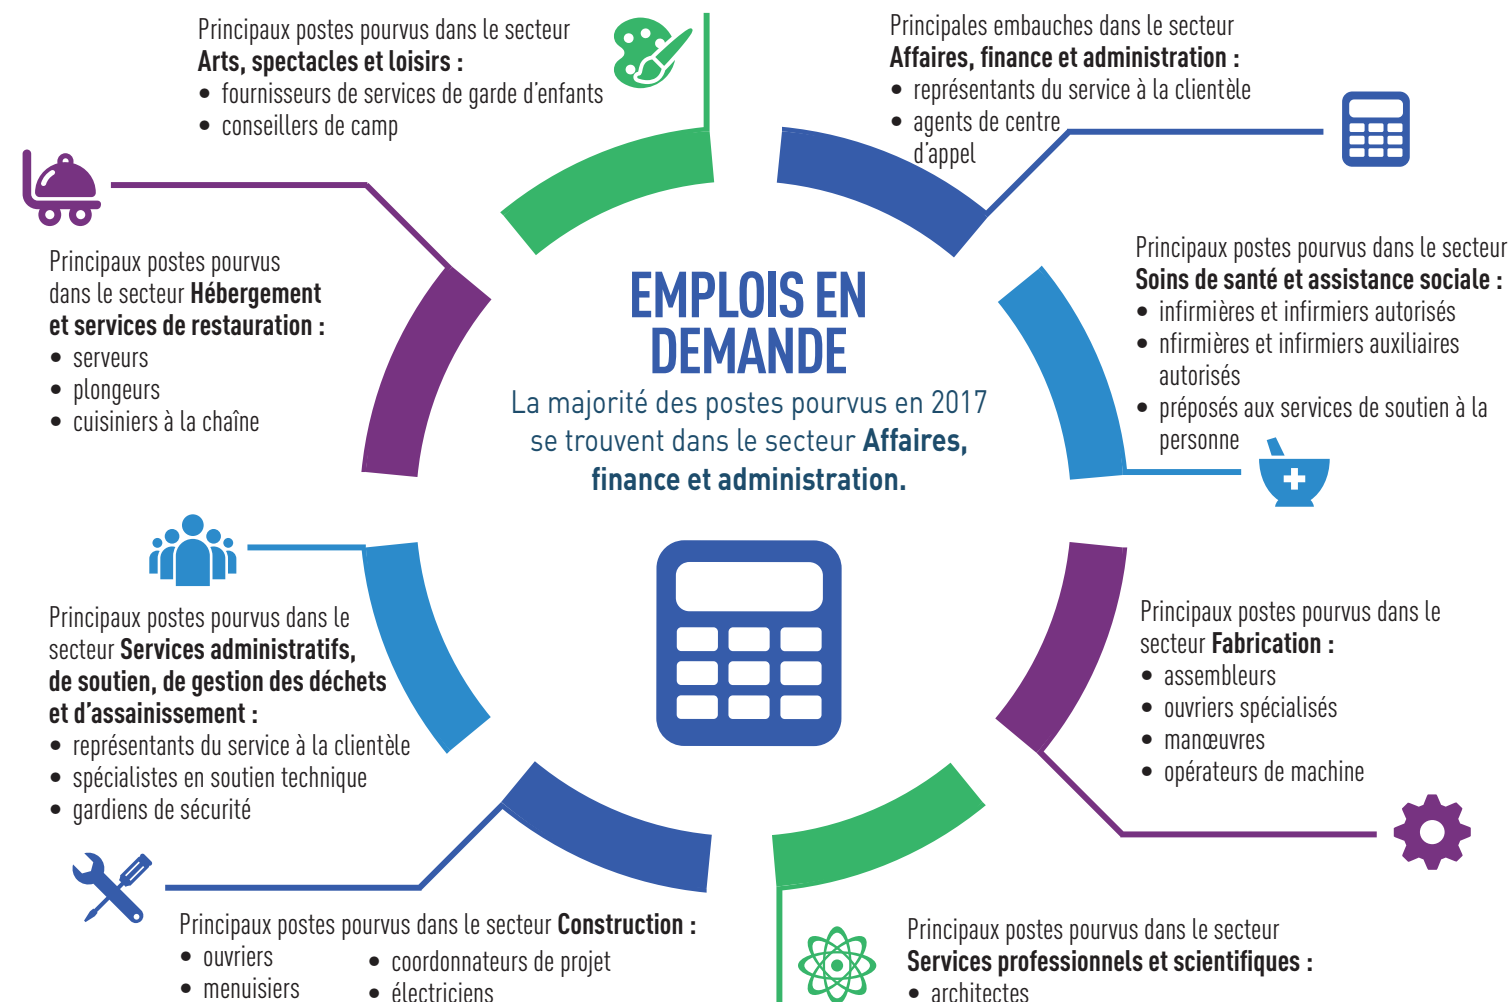 Principaux postes pourvus dans le secteur
Arts, spectacles et loisirs :
• fournisseurs de services de garde d'enfants
• conseillers de camp
Principales embauches dans le secteur
Affaires, finance et administration :
• représentants du service à la clientèle
• agents de centre
d'appel
Principaux postes pourvus
dans le secteur Hébergement
et services de restauration :
• serveurs
• plongeurs
• cuisiniers à la chaîne
EMPLOIS EN
DEMANDE
La majorité des postes pourvus en 2017
se trouvent dans le secteur Affaires,
finance et administration.
Principaux postes pourvus dans le secteur
Soins de santé et assistance sociale :
• infirmières et infirmiers autorisés
• nfirmières et infirmiers auxiliaires
autorisés
• préposés aux services de soutien à la
personne
Principaux postes pourvus dans le
secteur Services administratifs,
de soutien, de gestion des déchets
et d'assainissement :
• représentants du service à la clientèle
• spécialistes en soutien technique
• gardiens de sécurité
Principaux postes pourvus dans le
secteur Fabrication :
• assembleurs
• ouvriers spécialisés
• manœuvres
• opérateurs de machine
Principaux postes pourvus dans le secteur Construction :
• ouvriers
• menuisiers
• coordonnateurs de projet
• électriciens
Principaux postes pourvus dans le secteur
Services professionnels et scientifiques :
• architectes